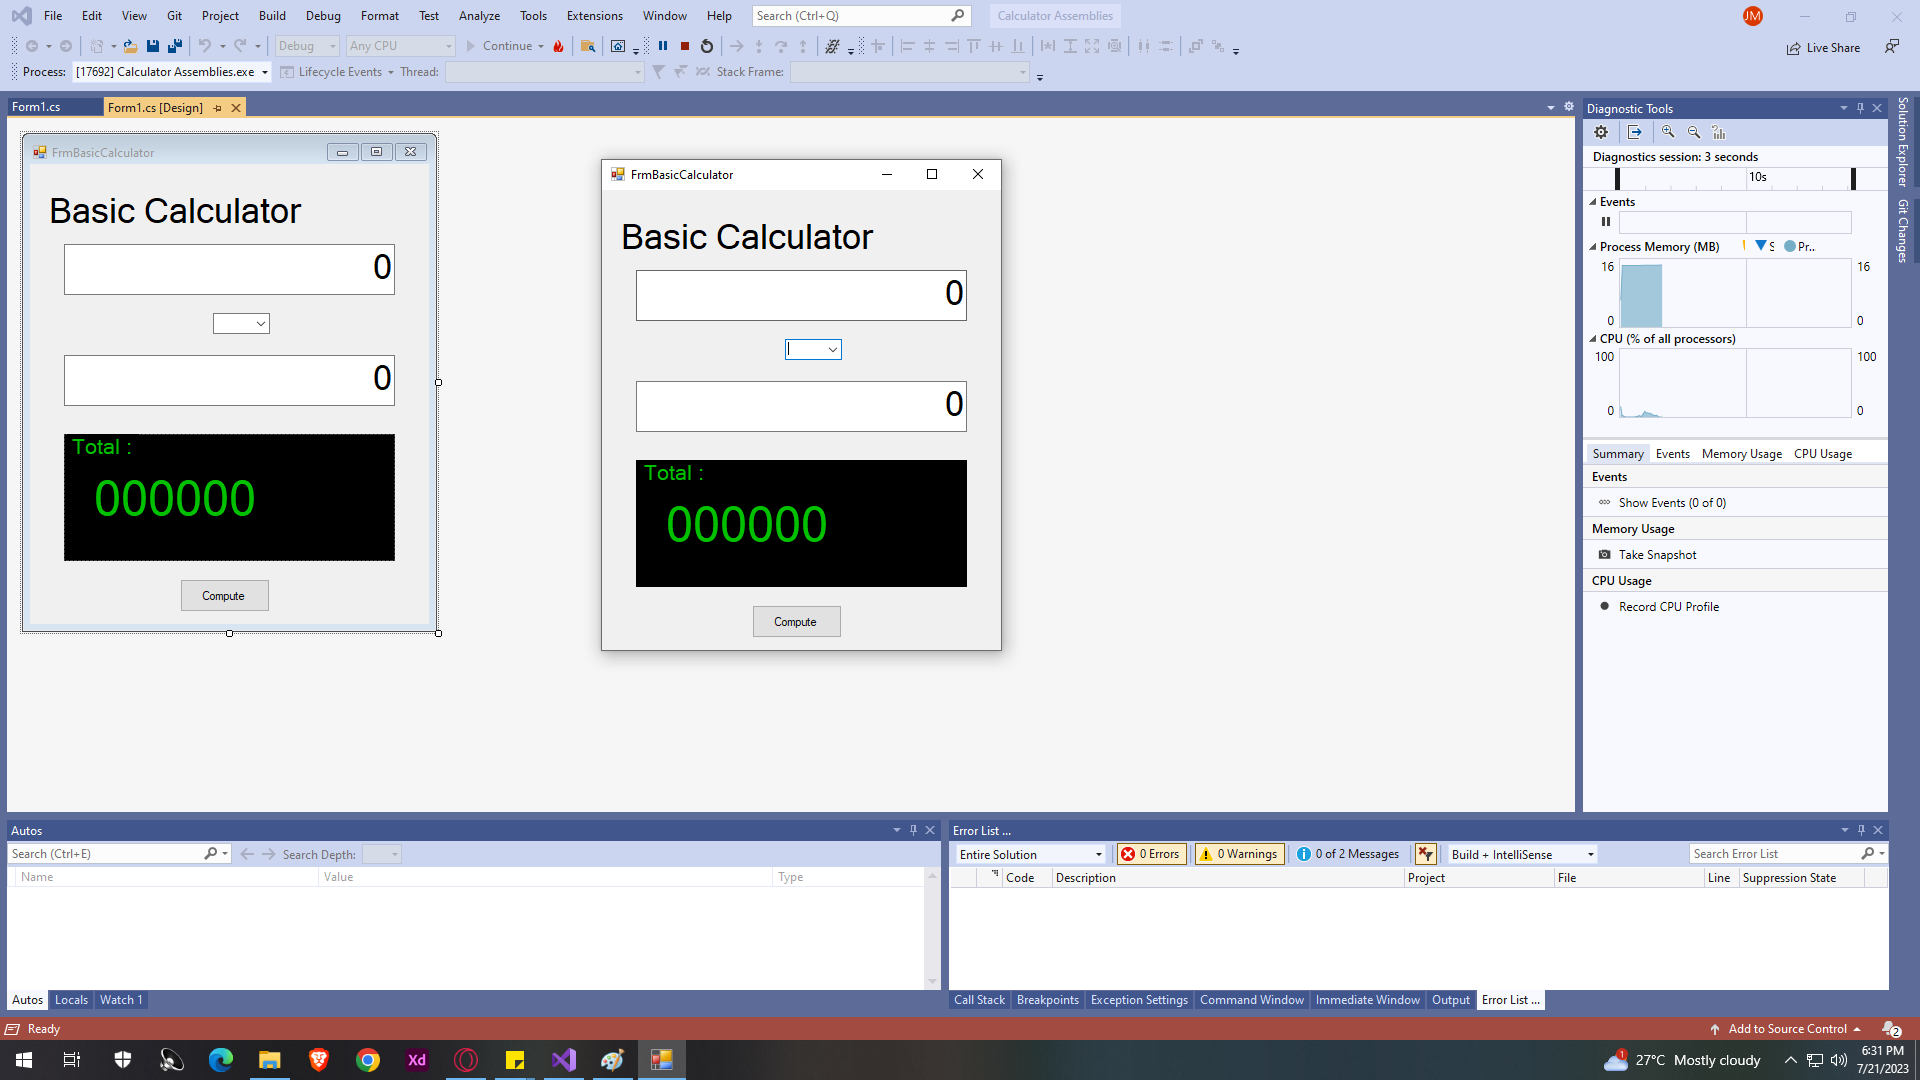 File Edit View Git Project Build Debug Format Test Analyze Tools Extensions Window Help Search (Ctrl+Q) Calculator Assemblies JM
Debug Any CPU Continue Live Share
Process: [17692] Calculator Assemblies.exe Lifecycle Events Thread: Stack Frame:
Form1.cs Form1.cs [Design]
FrmBasicCalculator
Basic Calculator
0
0
Total :
000000
Compute
FrmBasicCalculator
Basic Calculator
0
0
Total :
000000
Compute
Diagnostic Tools
Diagnostics session: 3 seconds
10s
Events
Process Memory (MB) S Pr...
16 16
0 0
CPU (% of all processors)
100 100
0 0
Summary Events Memory Usage CPU Usage
Events
Show Events (0 of 0)
Memory Usage
Take Snapshot
CPU Usage
Record CPU Profile
Solution Explorer
Git Changes
Autos
Search (Ctrl+E) Search Depth:
Name Value Type
Autos Locals Watch 1
Error List ...
Entire Solution 0 Errors 0 Warnings 0 of 2 Messages Build + IntelliSense Search Error List
Code Description Project File Line Suppression State
Call Stack Breakpoints Exception Settings Command Window Immediate Window Output Error List ...
Ready Add to Source Control 2
Xd 1 27°C Mostly cloudy 6:31 PM
7/21/2023